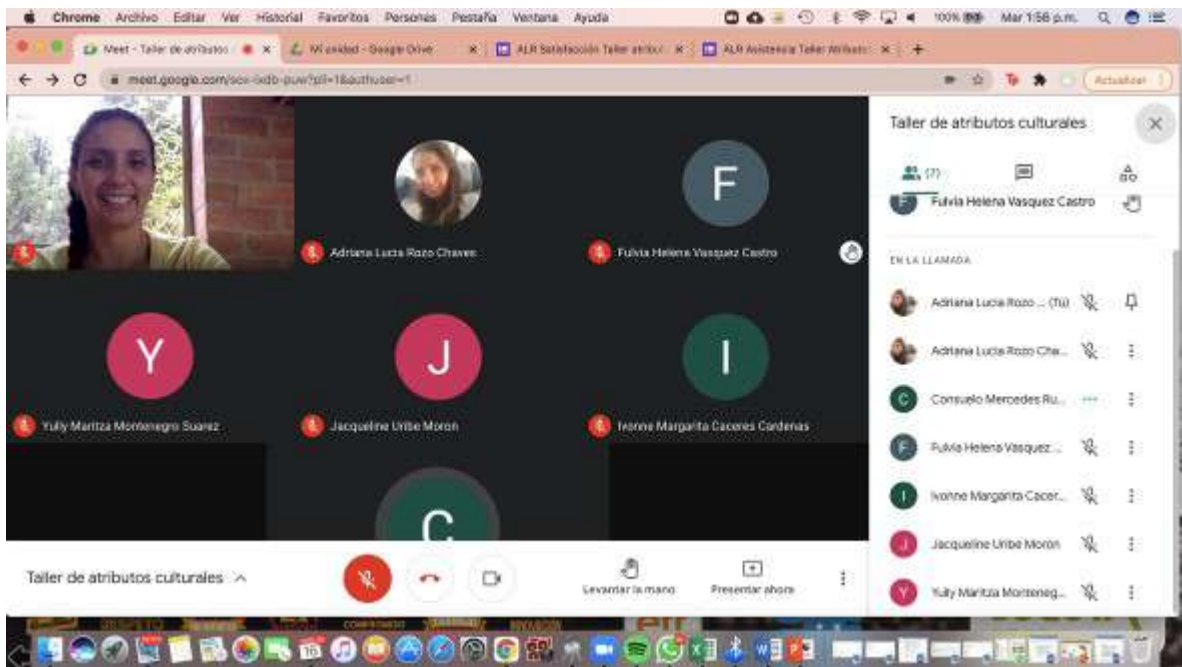 Chrome Archivo Editar Ver Historial Favoritos Personas Pestaña Ventana Ayuda 100% Mar 1:56 p.m.
Meet - Taller de atributos Mi unidad - Google Drive ALR Satisfacción Taller atribut ALR Asistencia Taller Atributo
meet.google.com/ Actualizar
Taller de atributos culturales
(7)
F Fulvia Helena Vasquez Castro
EN LA LLAMADA
Adriana Lucia Rozo ... (Tú)
Adriana Lucia Rozo Cha...
C Consuelo Mercedes Ru...
F Fulvia Helena Vasquez ...
I Ivonne Margarita Cacer...
J Jacqueline Uribe Moron
Y Yully Maritza Monteneg...
F
Adriana Lucia Rozo Chaves
Fulvia Helena Vasquez Castro
Y
J
I
Yully Maritza Montenegro Suarez
Jacqueline Uribe Moron
Ivonne Margarita Caceres Cardenas
C
Taller de atributos culturales
Levantar la mano
Presentar ahora
RESPETO
16